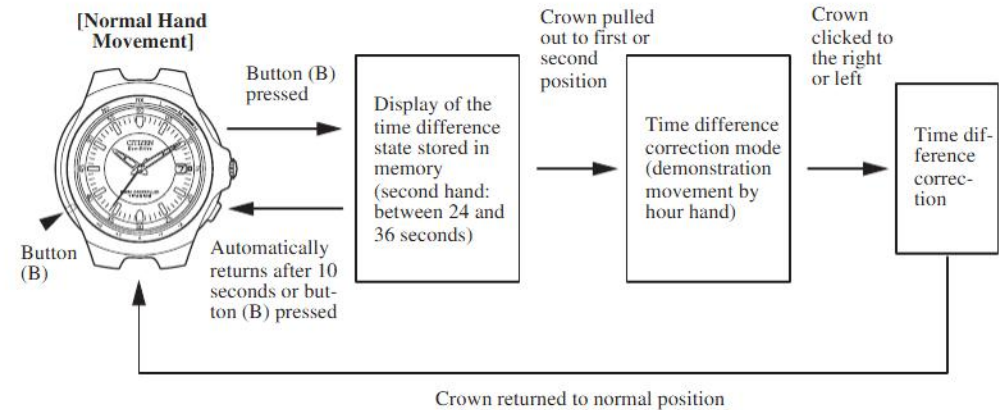 [Normal Hand
Movement]
Button (B)
pressed
CITIZEN
Eco-Drive
Button
(B)
Automatically
returns after 10
seconds or but-
ton (B) pressed
Display of the
time difference
state stored in
memory
(second hand:
between 24 and
36 seconds)
Crown pulled
out to first or
second
position
Time difference
correction mode
(demonstration
movement by
hour hand)
Crown
clicked to
the right
or left
Time dif-
ference
correc-
tion
Crown returned to normal position